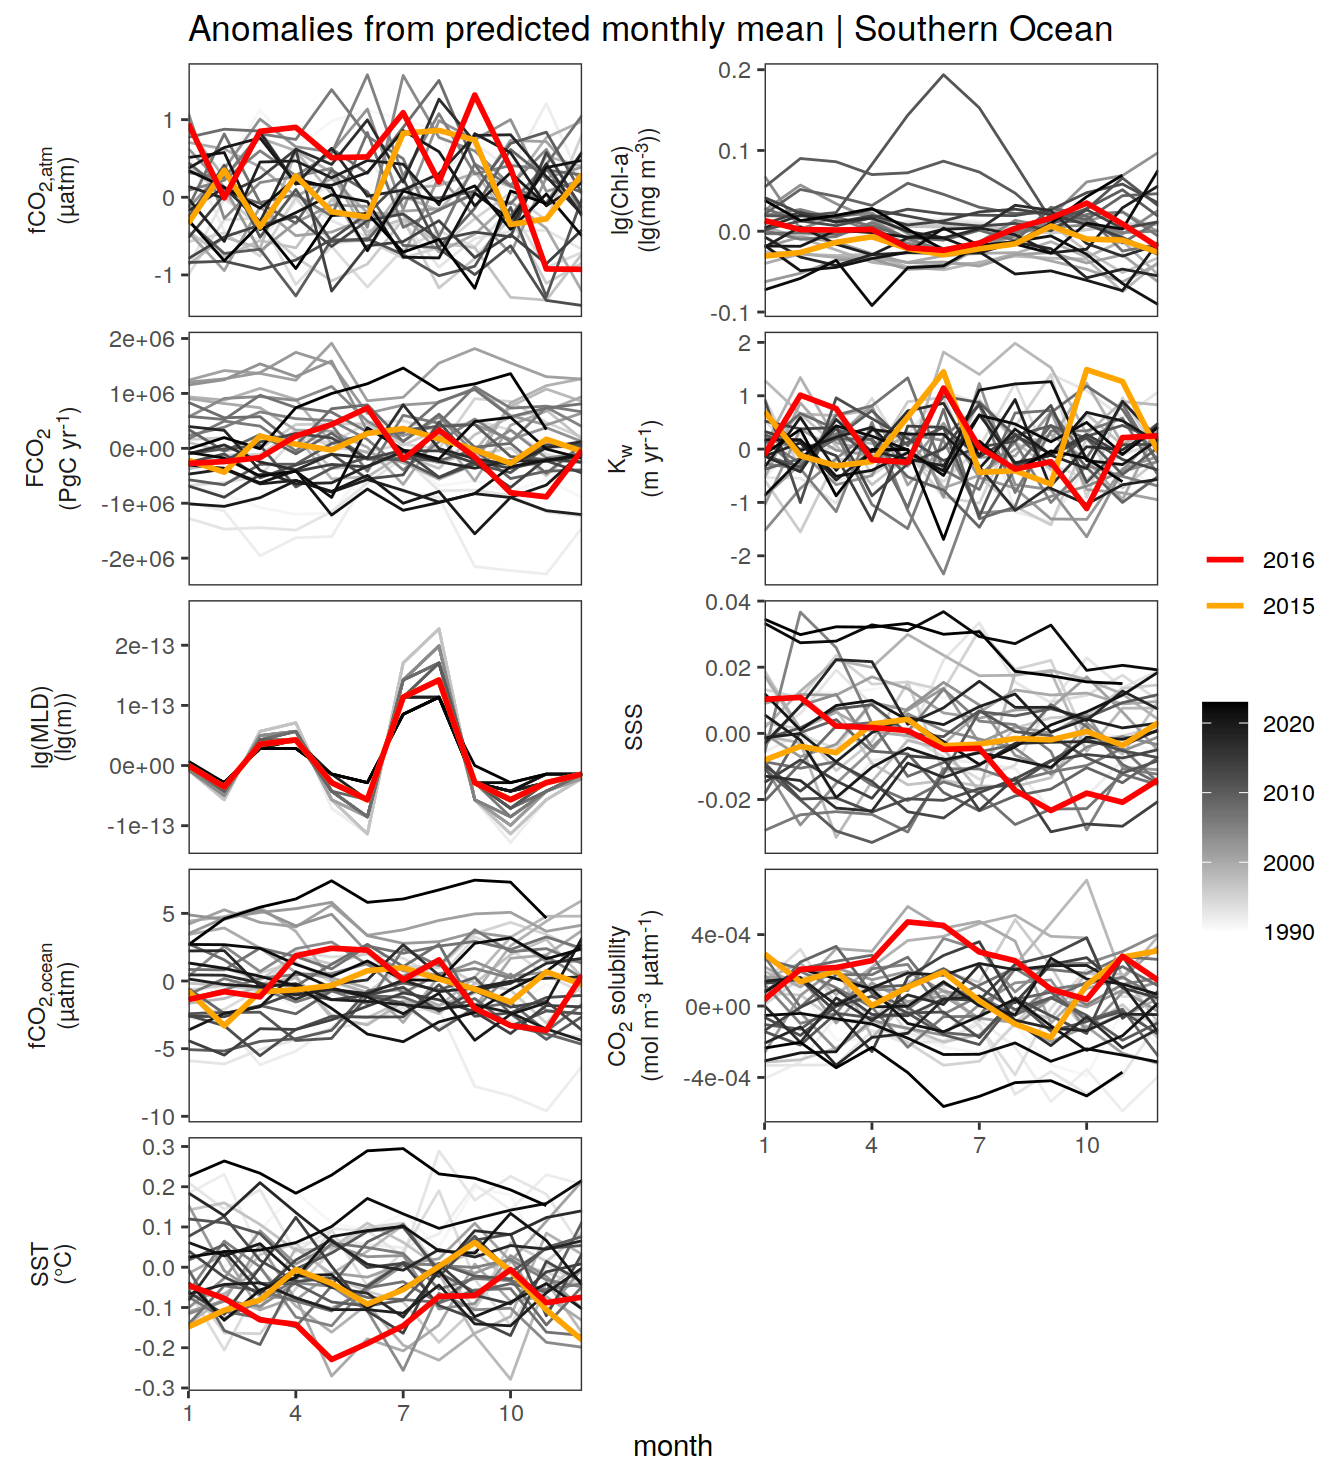 Anomalies from predicted monthly mean | Southern Ocean
fCO2,atm
(µatm)
1
0
-1
lg(Chl-a)
(lg(mg m-3))
0.2
0.1
0.0
-0.1
FCO2
(PgC yr-1)
2e+06
1e+06
0e+00
-1e+06
-2e+06
Kw
(m yr-1)
2
1
0
-1
-2
lg(MLD)
(lg(m))
2e-13
1e-13
0e+00
-1e-13
SSS
0.04
0.02
0.00
-0.02
fCO2,ocean
(µatm)
5
0
-5
-10
CO2 solubility
(mol m-3 µatm-1)
4e-04
0e+00
-4e-04
1 4 7 10
SST
(°C)
0.3
0.2
0.1
0.0
-0.1
-0.2
-0.3
1 4 7 10
month
2016
2015
2020
2010
2000
1990